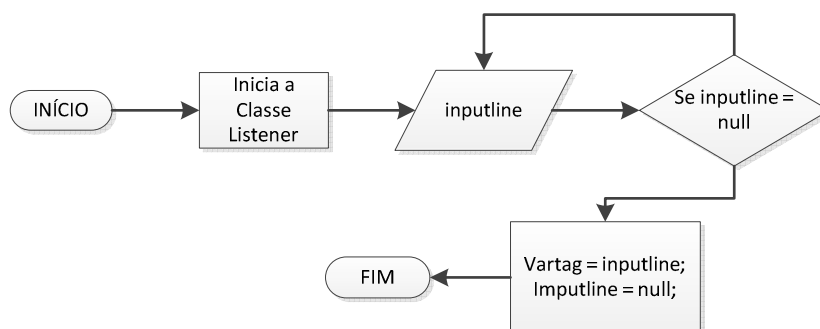 INÍCIO
Inicia a
Classe
Listener
inputline
Se inputline =
null
Vartag = inputline;
Imputline = null;
FIM